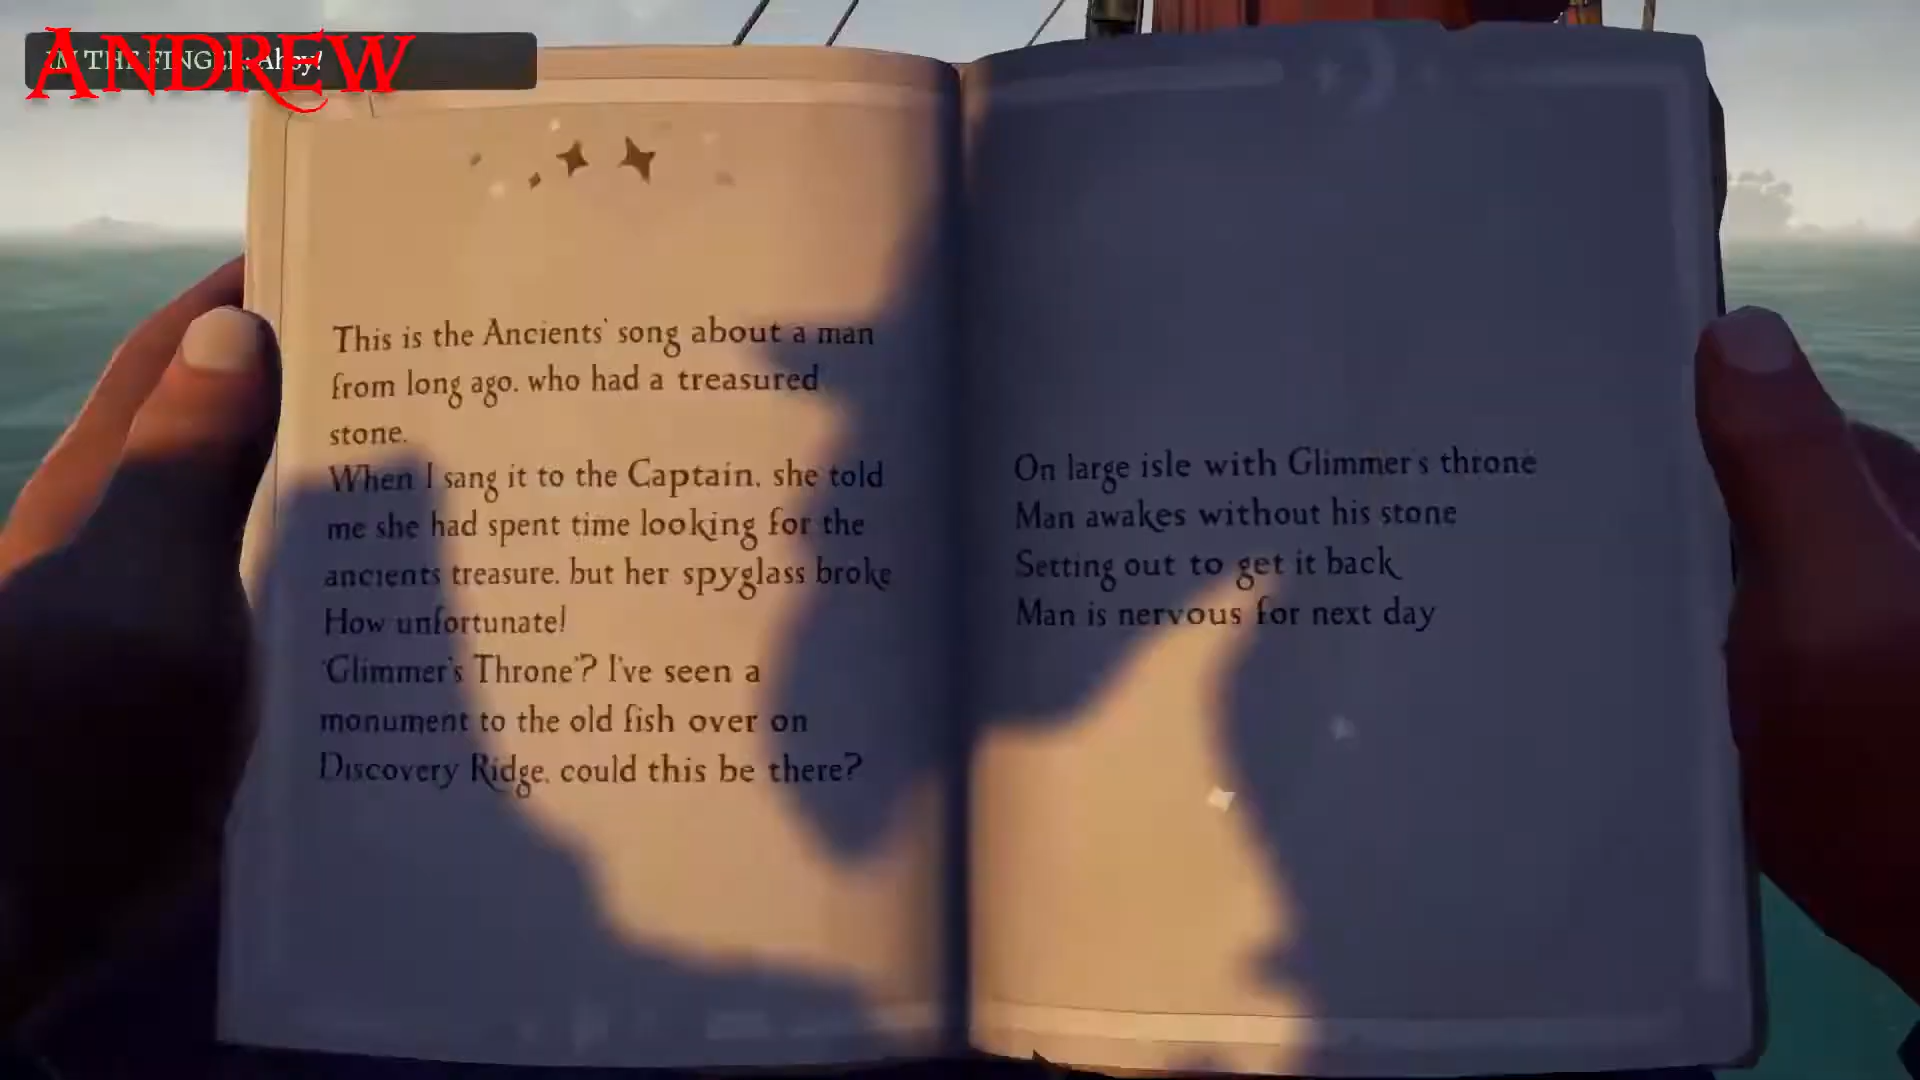 ANDREW
IM THE FINGER: Ahoy!
This is the Ancients' song about a man
from long ago, who had a treasured
stone.
When I sang it to the Captain, she told
me she had spent time looking for the
ancients treasure, but her spyglass broke
How unfortunate!
'Glimmer's Throne'? I've seen a
monument to the old fish over on
Discovery Ridge, could this be there?
On large isle with Glimmer's throne
Man awakes without his stone
Setting out to get it back
Man is nervous for next day